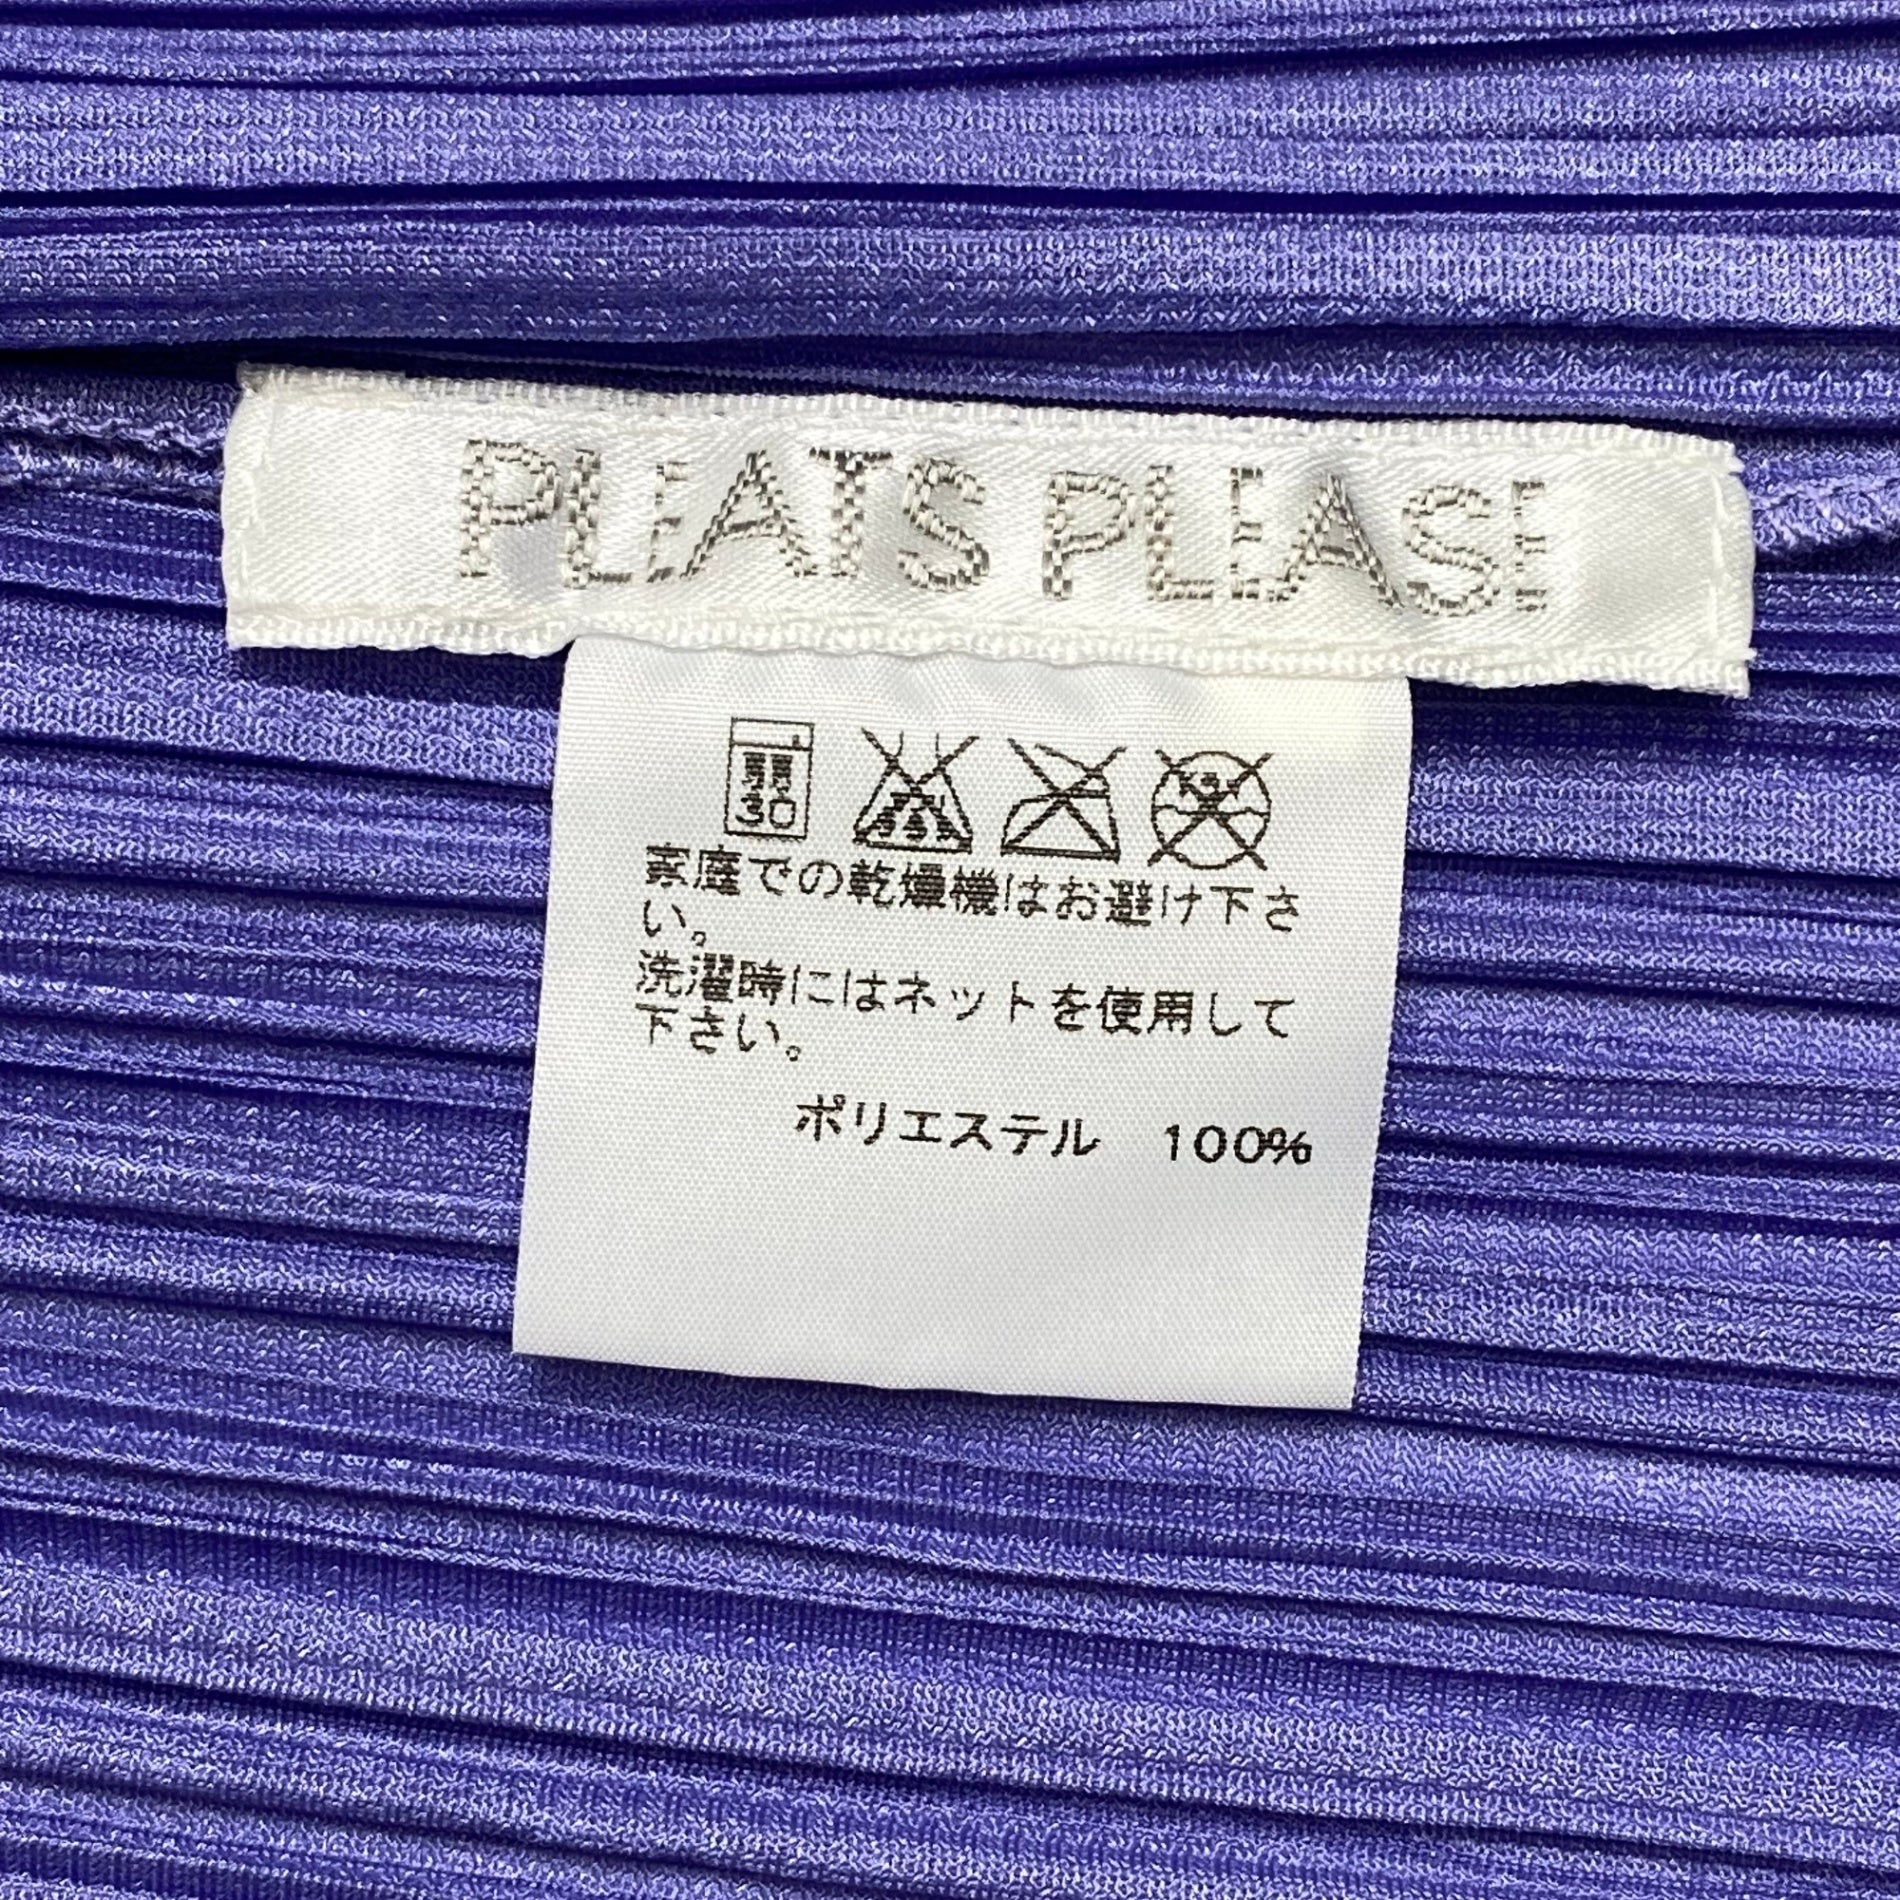 PLEATS PLEASE
30
家庭での乾燥機はお避け下さ
い。
洗濯時にはネットを使用して
下さい。
ポリエステル 100%